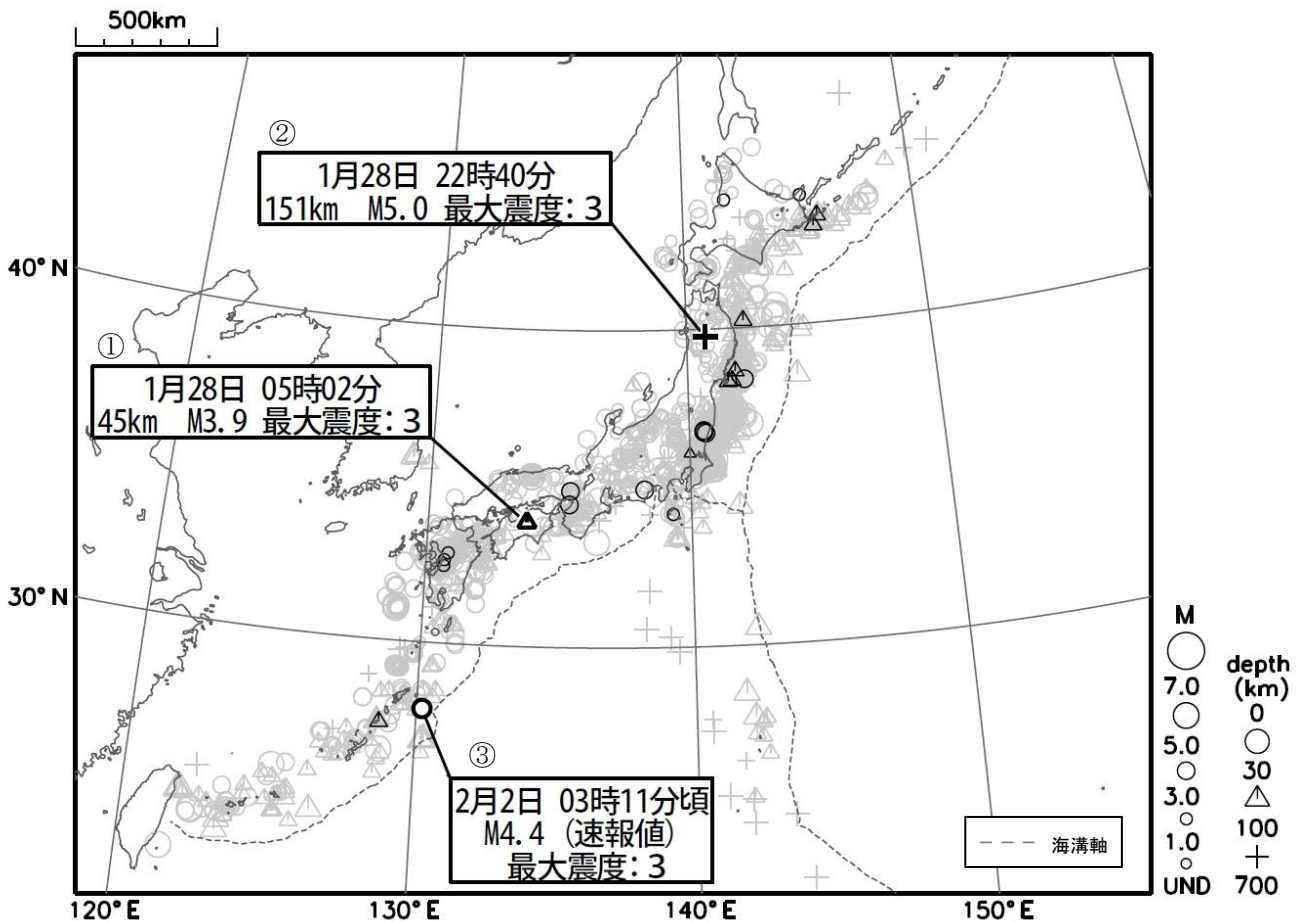 500km
②
1月28日 22時40分
151km M5.0 最大震度：3
40°N
①
1月28日 05時02分
45km M3.9 最大震度：3
30°N
③
2月2日 03時11分頃
M4.4 （速報値）
最大震度：3
海溝軸
M
7.0
5.0
3.0
1.0
UND
depth
(km)
0
30
100
700
120°E
130°E
140°E
150°E